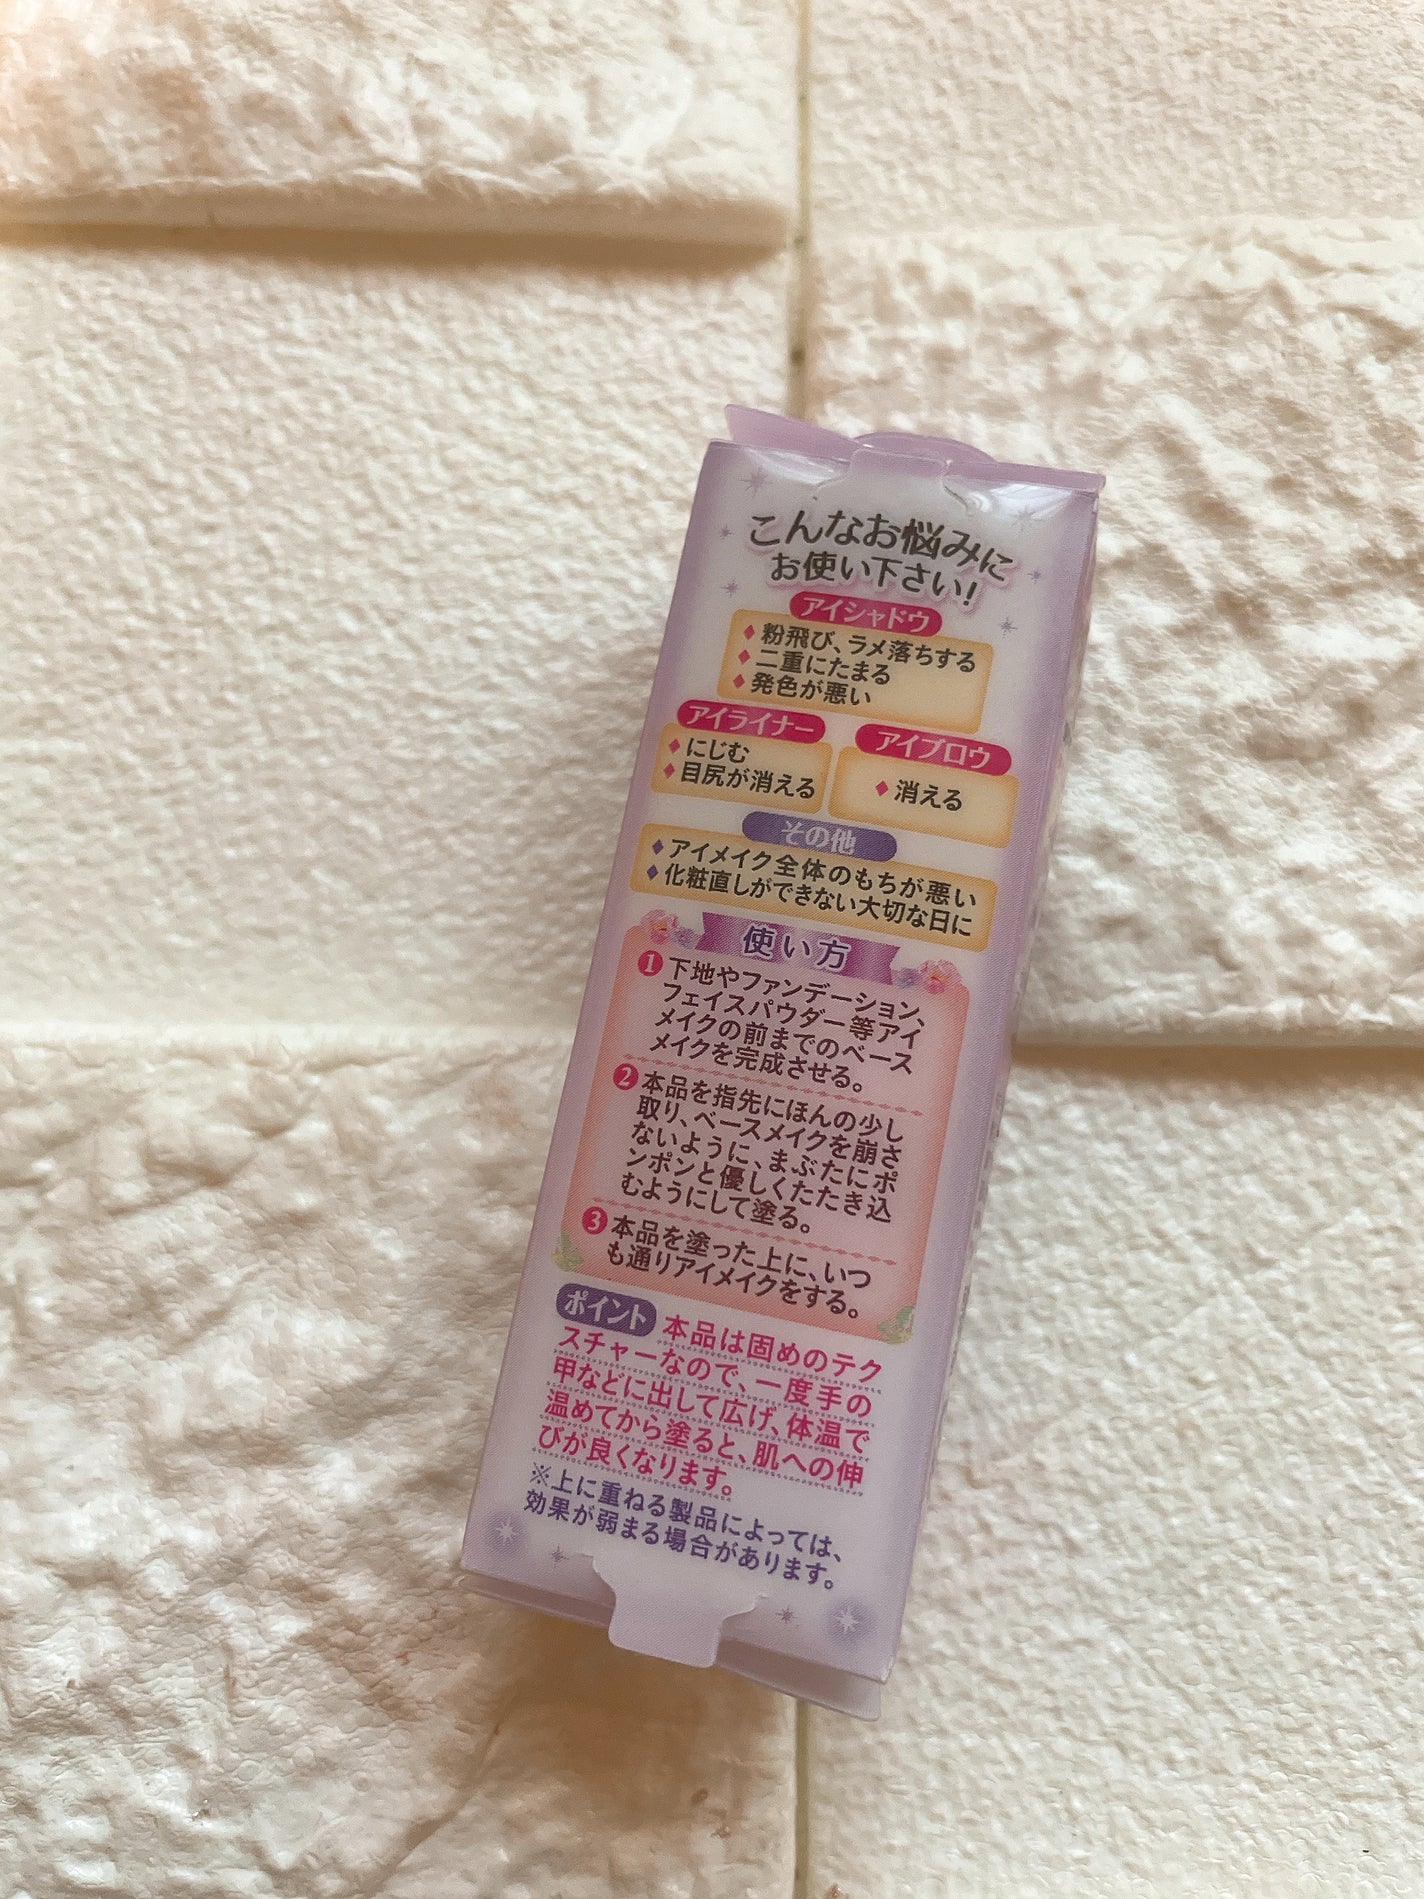 こんなお悩みに
お使い下さい!
アイシャドウ
♦粉飛び、ラメ落ちする
♦二重にたまる
♦発色が悪い
アイライナー
♦にじむ
♦目尻が消える
アイブロウ
♦消える
その他
♦アイメイク全体のもちが悪い
♦化粧直しができない大切な日に
使い方
❶下地やファンデーション、
フェイスパウダー等アイ
メイクの前までのベース
メイクを完成させる。
❷本品を指先にほんの少し
取り、ベースメイクを崩さ
ないように、まぶたにポ
ンポンと優しくたたき込
むようにして塗る。
❸本品を塗った上に、いつ
も通りアイメイクをする。
ポイント 本品は固めのテク
スチャーなので、一度手の
甲などに出して広げ、体温で
温めてから塗ると、肌への伸
びが良くなります。
※上に重ねる製品によっては、
効果が弱まる場合があります。